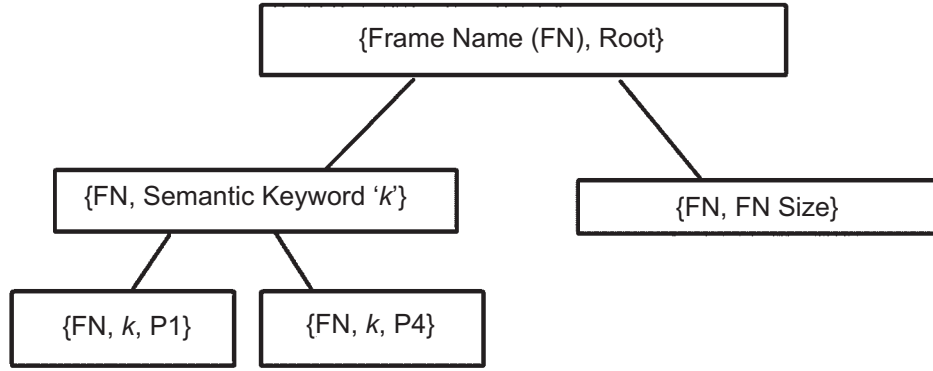 {Frame Name (FN), Root}
{FN, Semantic Keyword ‘k’}
{FN, FN Size}
{FN, k, P1}
{FN, k, P4}